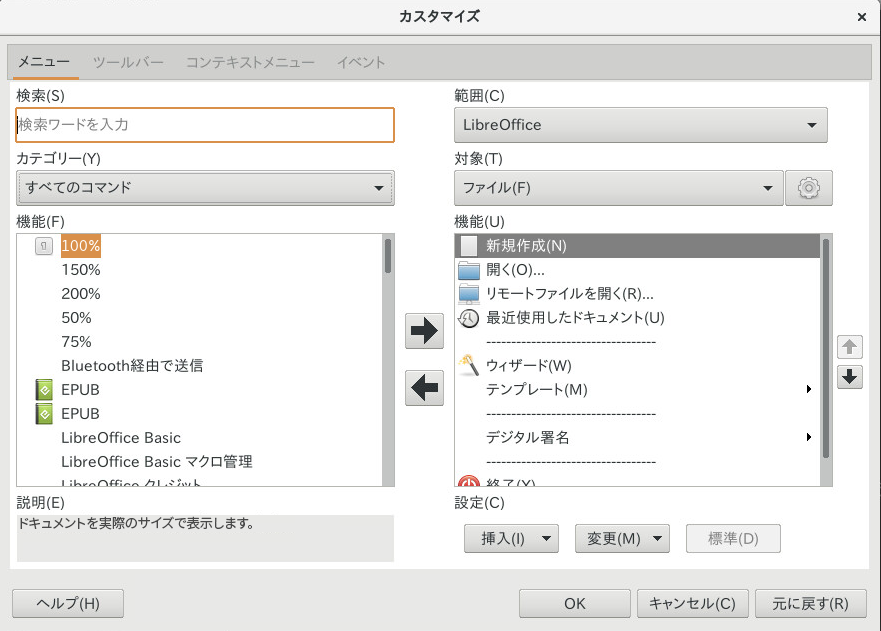 カスタマイズ
メニュー ツールバー コンテキストメニュー イベント
検索(S)
検索ワードを入力
カテゴリー(Y)
すべてのコマンド
機能(F)
100%
150%
200%
50%
75%
Bluetooth経由で送信
EPUB
EPUB
LibreOffice Basic
LibreOffice Basic マクロ管理
LibreOffice クレジット
説明(E)
ドキュメントを実際のサイズで表示します。
範囲(C)
LibreOffice
対象(T)
ファイル(F)
機能(U)
新規作成(N)
開く(O)...
リモートファイルを開く(R)...
最近使用したドキュメント(U)
----------------------------------
ウィザード(W)
テンプレート(M)
----------------------------------
デジタル署名
----------------------------------
終了(X)
設定(C)
挿入(I) 変更(M) 標準(D)
ヘルプ(H) OK キャンセル(C) 元に戻す(R)